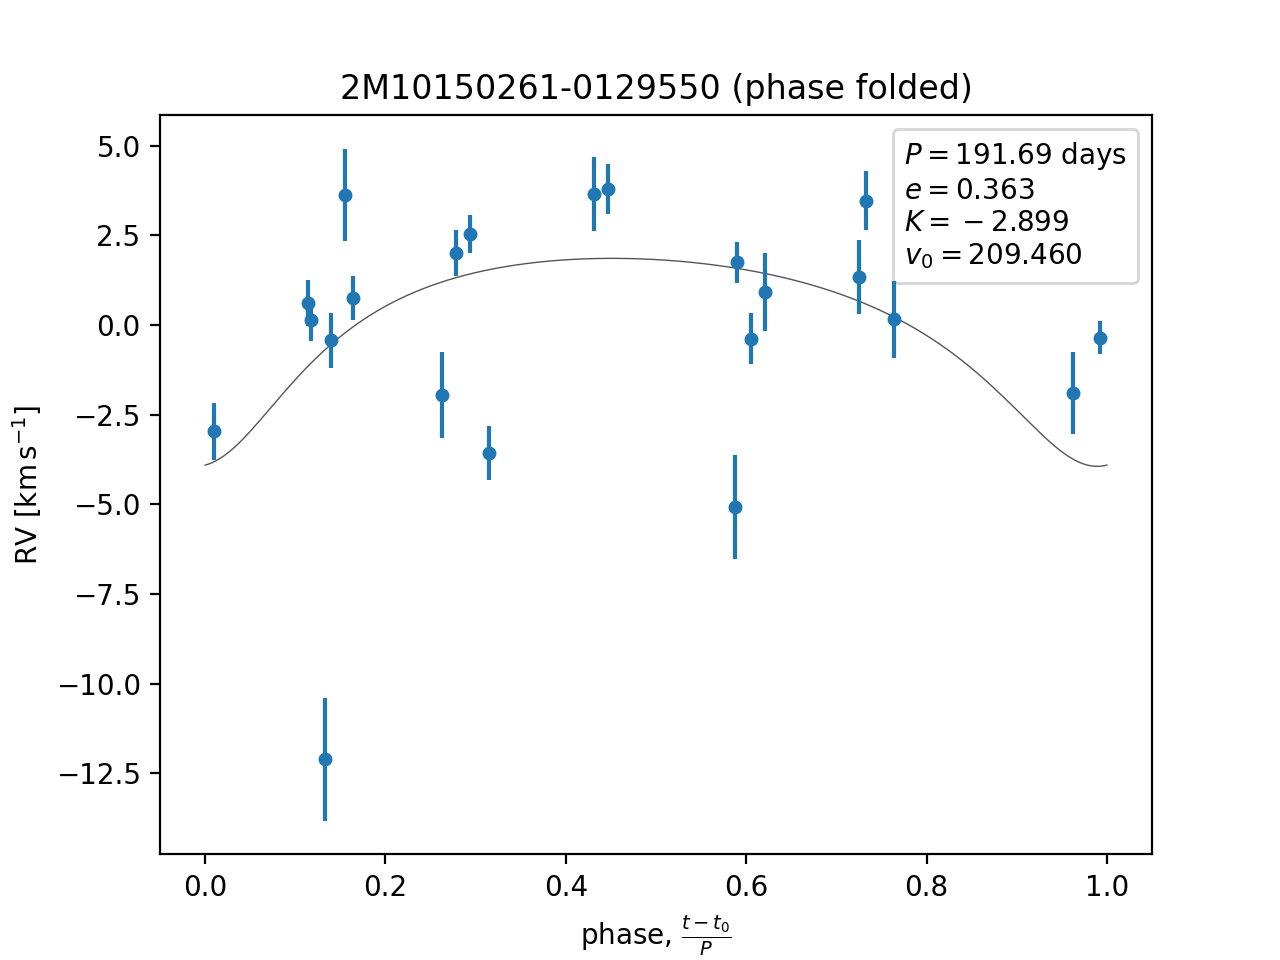 2M10150261-0129550 (phase folded)
P = 191.69 days
e = 0.363
K = −2.899
v₀ = 209.460
5.0
2.5
0.0
−2.5
−5.0
−7.5
−10.0
−12.5
RV [km s⁻¹]
0.0 0.2 0.4 0.6 0.8 1.0
phase, (t − t₀)/P